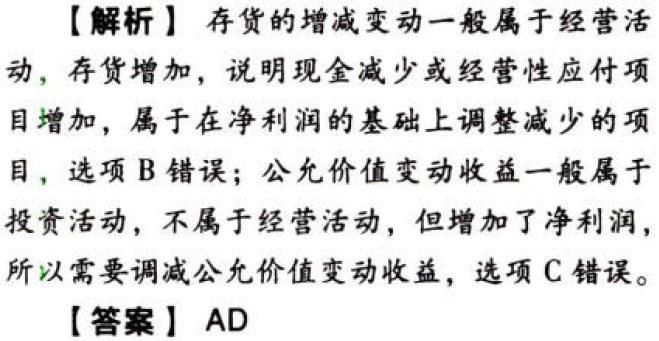 【解析】 存货的增减变动一般属于经营活
动，存货增加，说明现金减少或经营性应付项
目增加，属于在净利润的基础上调整减少的项
目，选项 B 错误；公允价值变动收益一般属于
投资活动，不属于经营活动，但增加了净利润，
所以需要调减公允价值变动收益，选项 C 错误。
【答案】 AD